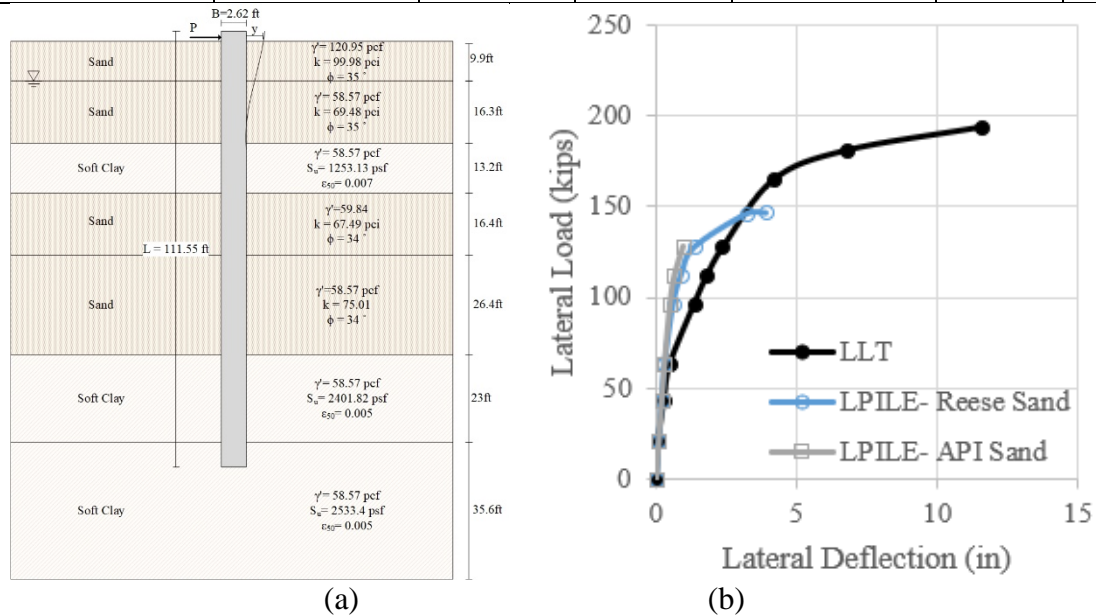 B=2.62 ft
P
y
γ'= 120.95 pcf
Sand
k = 99.98 pci
ϕ = 35 °
9.9ft
γ'= 58.57 pcf
Sand
k = 69.48 pci
ϕ = 35 °
16.3ft
γ'= 58.57 pcf
Soft Clay
Sᵤ= 1253.13 psf
ε₅₀= 0.007
13.2ft
γ'=59.84
Sand
k = 67.49 pci
ϕ = 34 °
16.4ft
L = 111.55 ft
γ'=58.57 pcf
Sand
k = 75.01
ϕ = 34 °
26.4ft
γ'= 58.57 pcf
Soft Clay
Sᵤ= 2401.82 psf
ε₅₀= 0.005
23ft
γ'= 58.57 pcf
Soft Clay
Sᵤ= 2533.4 psf
ε₅₀= 0.005
35.6ft
(a)
Lateral Load (kips)
250
200
150
100
50
0
LLT
LPILE- Reese Sand
LPILE- API Sand
0 5 10 15
Lateral Deflection (in)
(b)